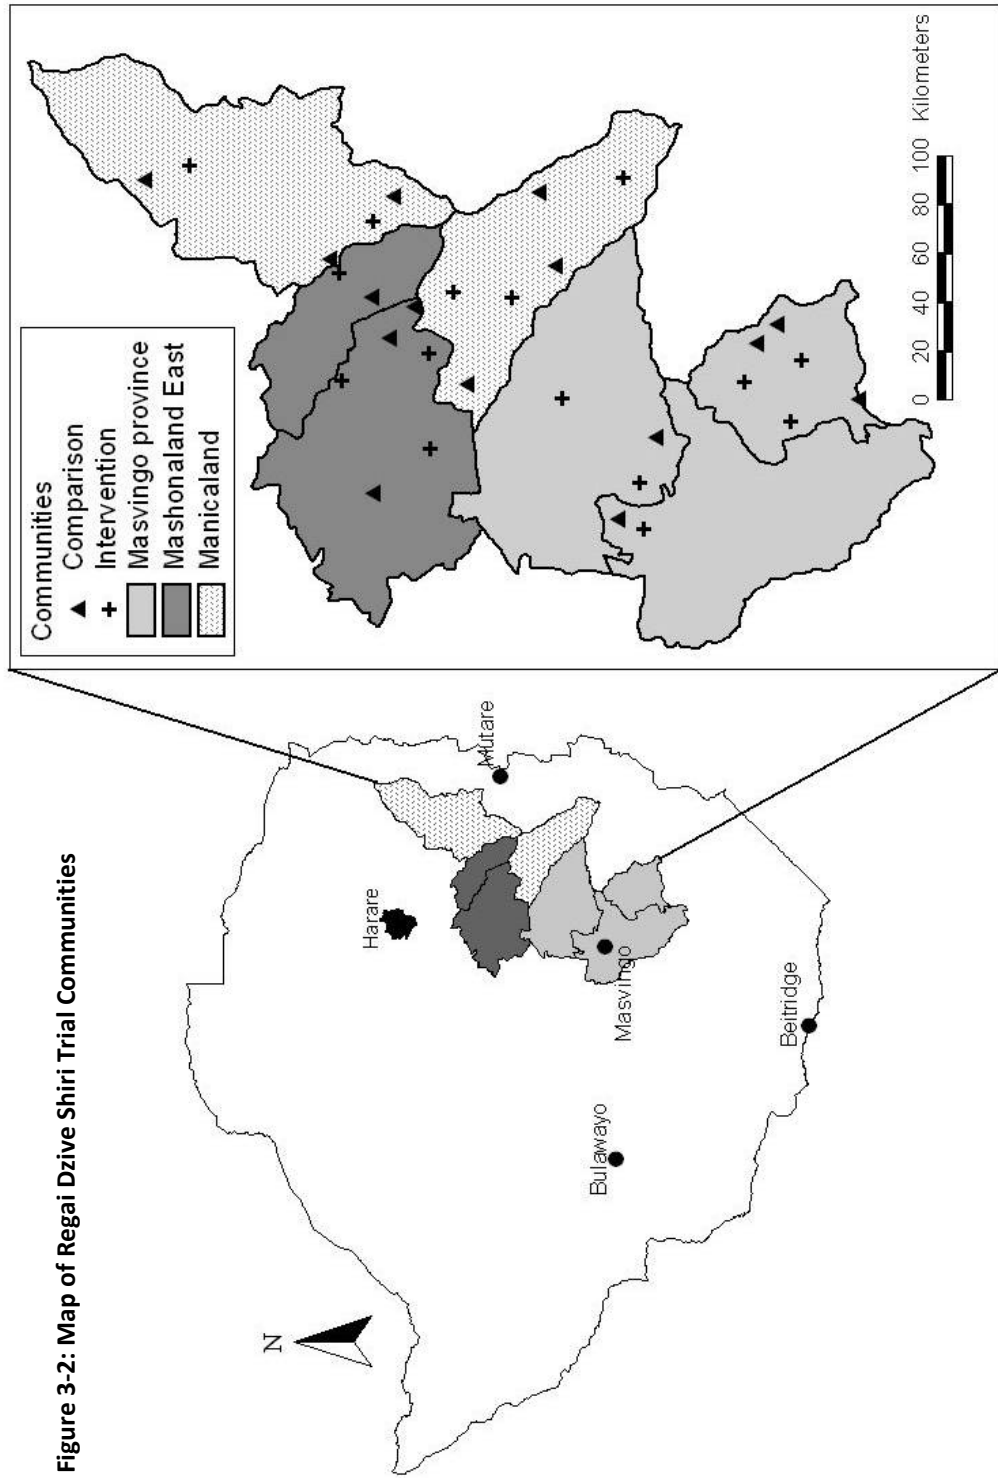 Figure 3-2: Map of Regai Dzive Shiri Trial Communities
N
Harare
Mutare
Masvingo
Bulawayo
Beitridge
Communities
Comparison
Intervention
Masvingo province
Mashonaland East
Manicaland
0 20 40 60 80 100 Kilometers